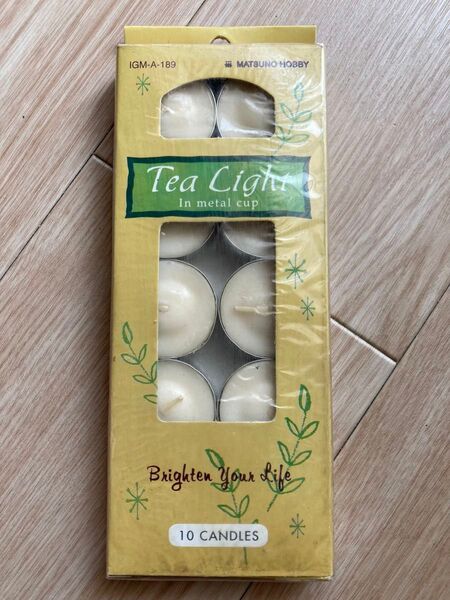 IGM-A-189 MATSUNO HOBBY
Tea Light
In metal cup
Brighten Your Life
10 CANDLES